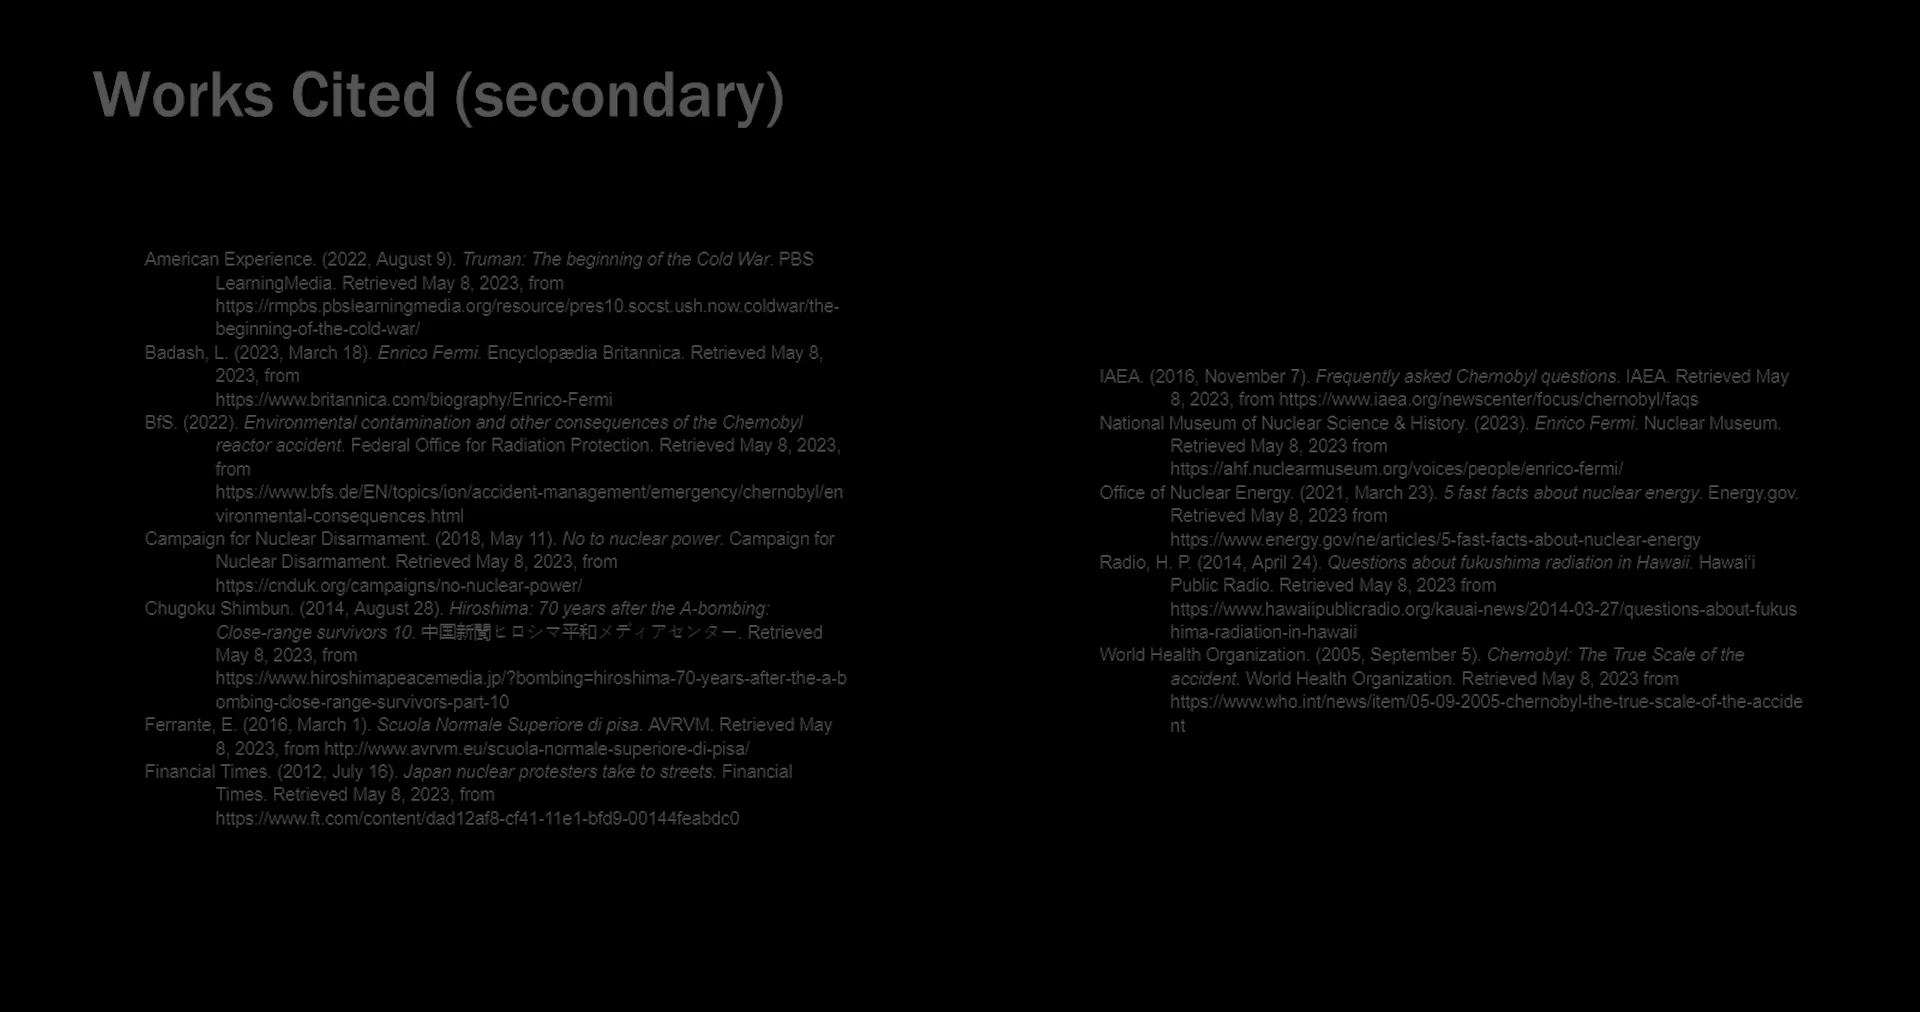 Works Cited (secondary)
American Experience. (2022, August 9). Truman: The beginning of the Cold War. PBS
LearningMedia. Retrieved May 8, 2023, from
https://rmpbs.pbslearningmedia.org/resource/pres10.socst.ush.now.coldwar/the-
beginning-of-the-cold-war/
Badash, L. (2023, March 18). Enrico Fermi. Encyclopædia Britannica. Retrieved May 8,
2023, from
https://www.britannica.com/biography/Enrico-Fermi
BfS. (2022). Environmental contamination and other consequences of the Chernobyl
reactor accident. Federal Office for Radiation Protection. Retrieved May 8, 2023,
from
https://www.bfs.de/EN/topics/ion/accident-management/emergency/chernobyl/en
vironmental-consequences.html
Campaign for Nuclear Disarmament. (2018, May 11). No to nuclear power. Campaign for
Nuclear Disarmament. Retrieved May 8, 2023, from
https://cnduk.org/campaigns/no-nuclear-power/
Chugoku Shimbun. (2014, August 28). Hiroshima: 70 years after the A-bombing:
Close-range survivors 10. 中国新聞ヒロシマ平和メディアセンター. Retrieved
May 8, 2023, from
https://www.hiroshimapeacemedia.jp/?bombing=hiroshima-70-years-after-the-a-b
ombing-close-range-survivors-part-10
Ferrante, E. (2016, March 1). Scuola Normale Superiore di pisa. AVRVM. Retrieved May
8, 2023, from http://www.avrvm.eu/scuola-normale-superiore-di-pisa/
Financial Times. (2012, July 16). Japan nuclear protesters take to streets. Financial
Times. Retrieved May 8, 2023, from
https://www.ft.com/content/dad12af8-cf41-11e1-bfd9-00144feabdc0
IAEA. (2016, November 7). Frequently asked Chernobyl questions. IAEA. Retrieved May
8, 2023, from https://www.iaea.org/newscenter/focus/chernobyl/faqs
National Museum of Nuclear Science & History. (2023). Enrico Fermi. Nuclear Museum.
Retrieved May 8, 2023 from
https://ahf.nuclearmuseum.org/voices/people/enrico-fermi/
Office of Nuclear Energy. (2021, March 23). 5 fast facts about nuclear energy. Energy.gov.
Retrieved May 8, 2023 from
https://www.energy.gov/ne/articles/5-fast-facts-about-nuclear-energy
Radio, H. P. (2014, April 24). Questions about fukushima radiation in Hawaii. Hawai'i
Public Radio. Retrieved May 8, 2023 from
https://www.hawaiipublicradio.org/kauai-news/2014-03-27/questions-about-fukus
hima-radiation-in-hawaii
World Health Organization. (2005, September 5). Chernobyl: The True Scale of the
accident. World Health Organization. Retrieved May 8, 2023 from
https://www.who.int/news/item/05-09-2005-chernobyl-the-true-scale-of-the-accide
nt